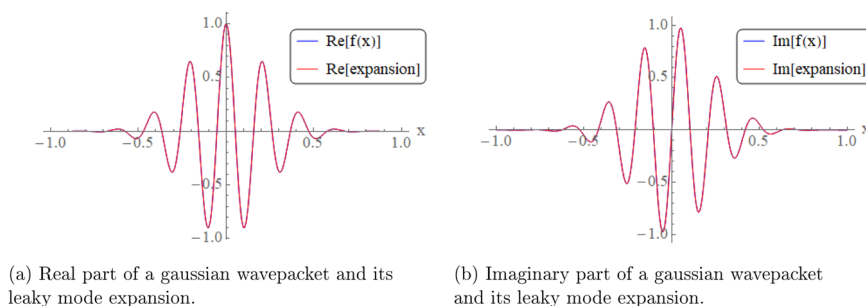 1.0
Re[f(x)]
Re[expansion]
0.5
x
-1.0 -0.5 0.5 1.0
-0.5
-1.0
(a) Real part of a gaussian wavepacket and its
leaky mode expansion.
1.0
Im[f(x)]
Im[expansion]
0.5
x
-1.0 -0.5 0.5 1.0
-0.5
-1.0
(b) Imaginary part of a gaussian wavepacket
and its leaky mode expansion.